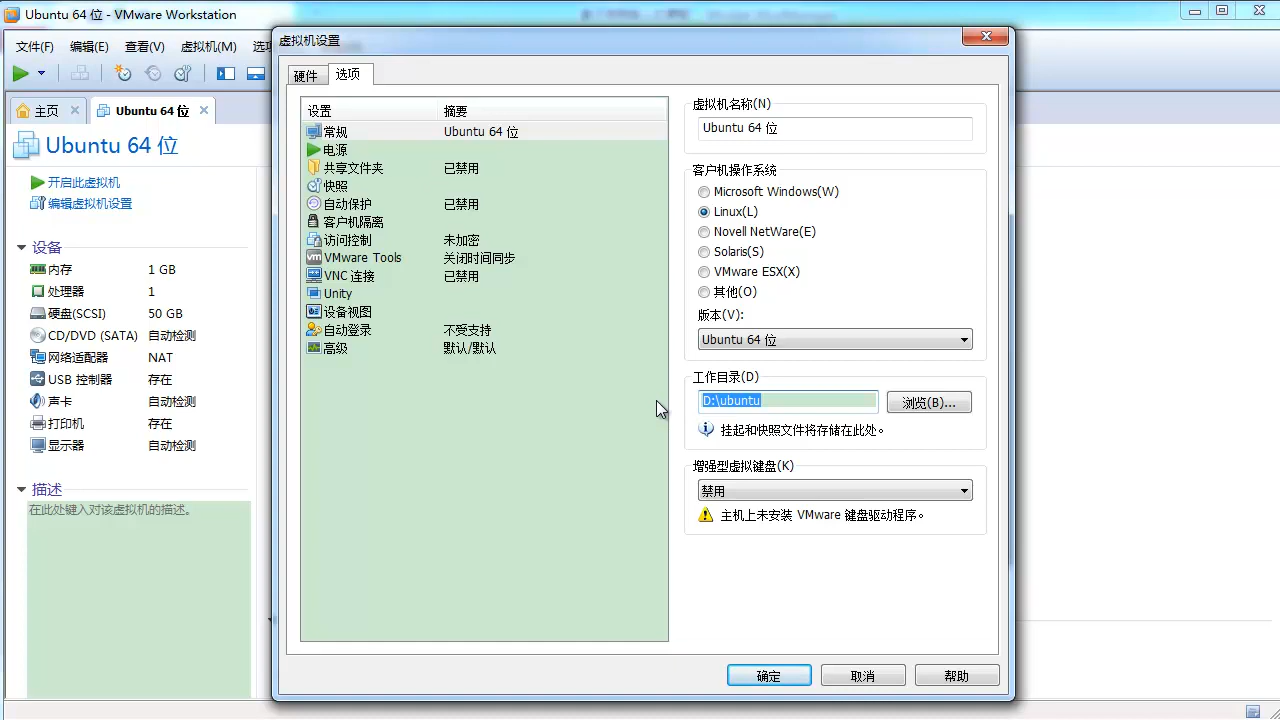 Ubuntu 64 位 - VMware Workstation
文件(F) 编辑(E) 查看(V) 虚拟机(M)
主页
Ubuntu 64 位
Ubuntu 64 位
开启此虚拟机
编辑虚拟机设置
设备
内存 1 GB
处理器 1
硬盘(SCSI) 50 GB
CD/DVD (SATA) 自动检测
网络适配器 NAT
USB 控制器 存在
声卡 自动检测
打印机 存在
显示器 自动检测
描述
在此处键入对该虚拟机的描述。
虚拟机设置
硬件 选项
设置 摘要
常规 Ubuntu 64 位
电源
共享文件夹 已禁用
快照
自动保护 已禁用
客户机隔离
访问控制 未加密
VMware Tools 关闭时间同步
VNC 连接 已禁用
Unity
设备视图
自动登录 不受支持
高级 默认/默认
虚拟机名称(N)
Ubuntu 64 位
客户机操作系统
Microsoft Windows(W)
Linux(L)
Novell NetWare(E)
Solaris(S)
VMware ESX(X)
其他(O)
版本(V):
Ubuntu 64 位
工作目录(D)
D:\ubuntu
浏览(B)...
挂起和快照文件将存储在此处。
增强型虚拟键盘(K)
禁用
主机上未安装 VMware 键盘驱动程序。
确定 取消 帮助